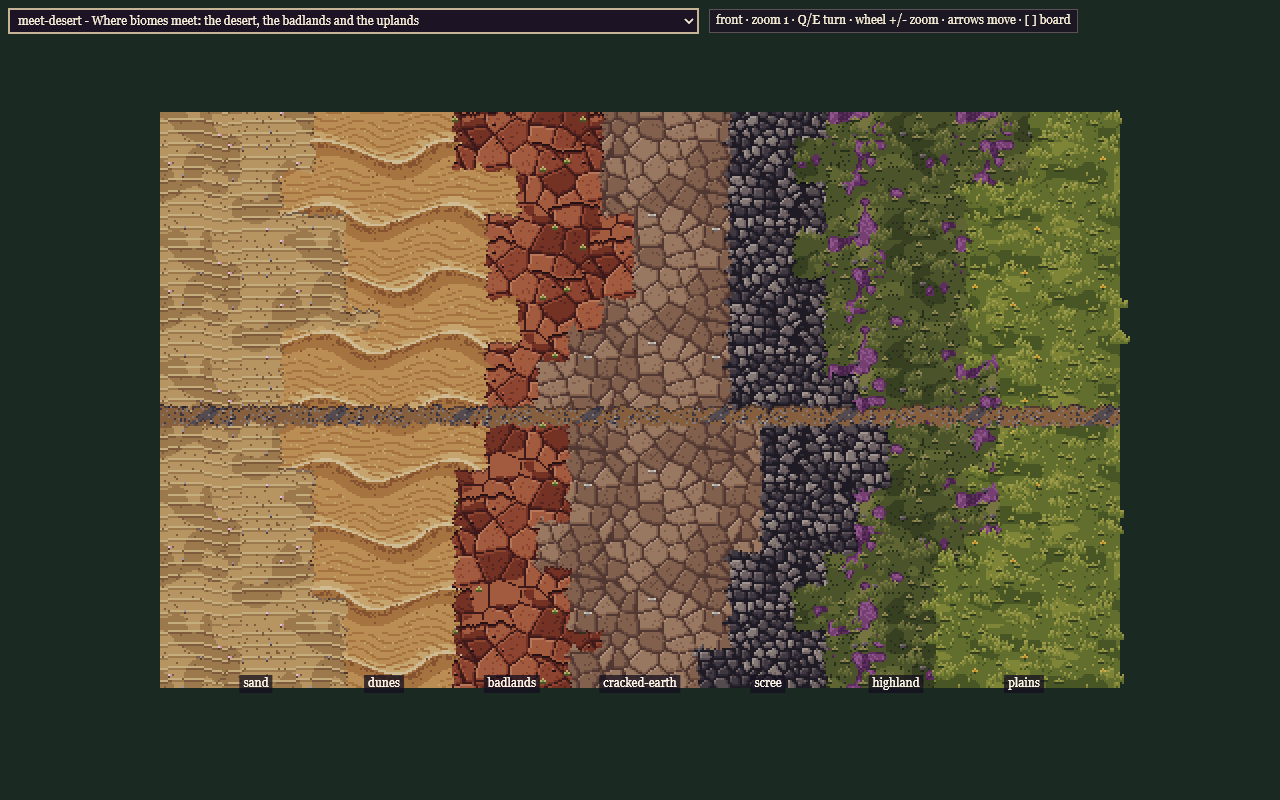 meet-desert - Where biomes meet: the desert, the badlands and the uplands
front · zoom 1 · Q/E turn · wheel +/- zoom · arrows move · [ ] board
sand
dunes
badlands
cracked-earth
scree
highland
plains